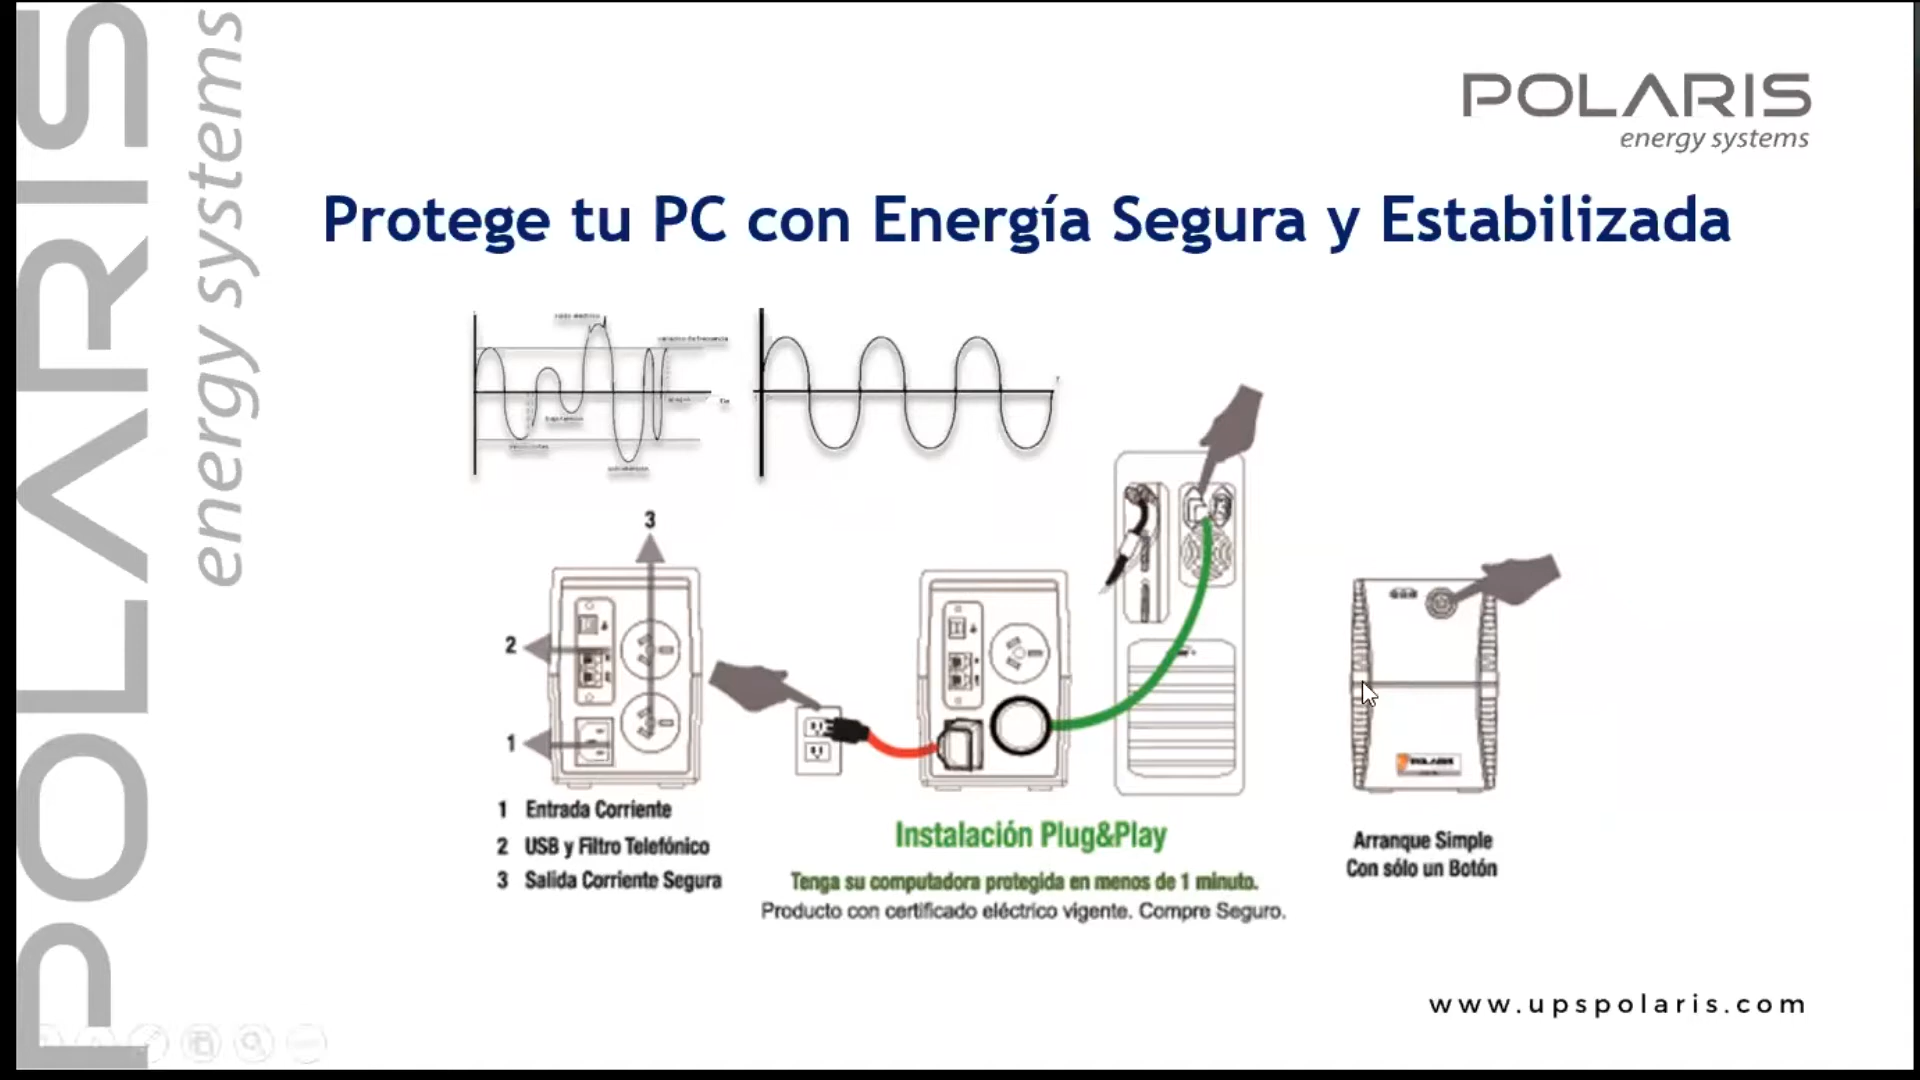 POLARIS
energy systems
POLARIS
energy systems
Protege tu PC con Energía Segura y Estabilizada
3
2
1
1 Entrada Corriente
2 USB y Filtro Telefónico
3 Salida Corriente Segura
Instalación Plug&Play
Tenga su computadora protegida en menos de 1 minuto.
Producto con certificado eléctrico vigente. Compre Seguro.
POLARIS
Arranque Simple
Con sólo un Botón
www.upspolaris.com